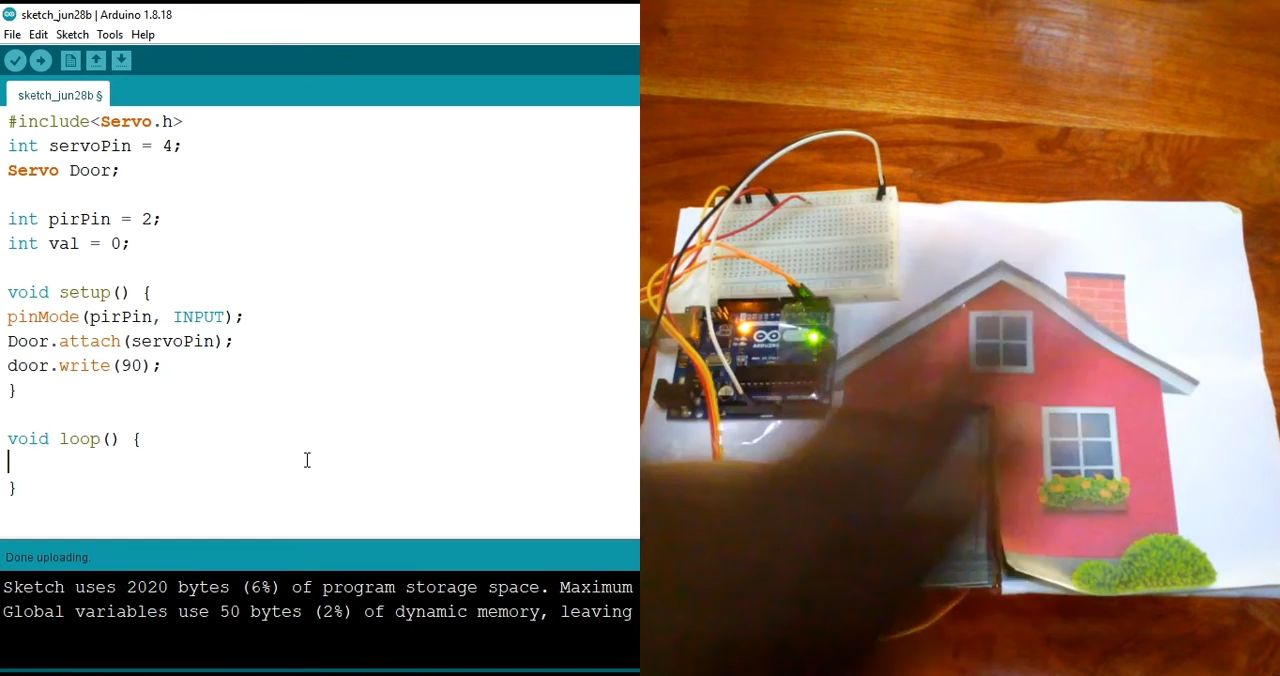 sketch_jun28b | Arduino 1.8.18
File Edit Sketch Tools Help
sketch_jun28b §
#include<Servo.h>
int servoPin = 4;
Servo Door;
int pirPin = 2;
int val = 0;
void setup() {
pinMode(pirPin, INPUT);
Door.attach(servoPin);
door.write(90);
}
void loop() {
}
Done uploading.
Sketch uses 2020 bytes (6%) of program storage space. Maximum
Global variables use 50 bytes (2%) of dynamic memory, leaving
ARDUINO